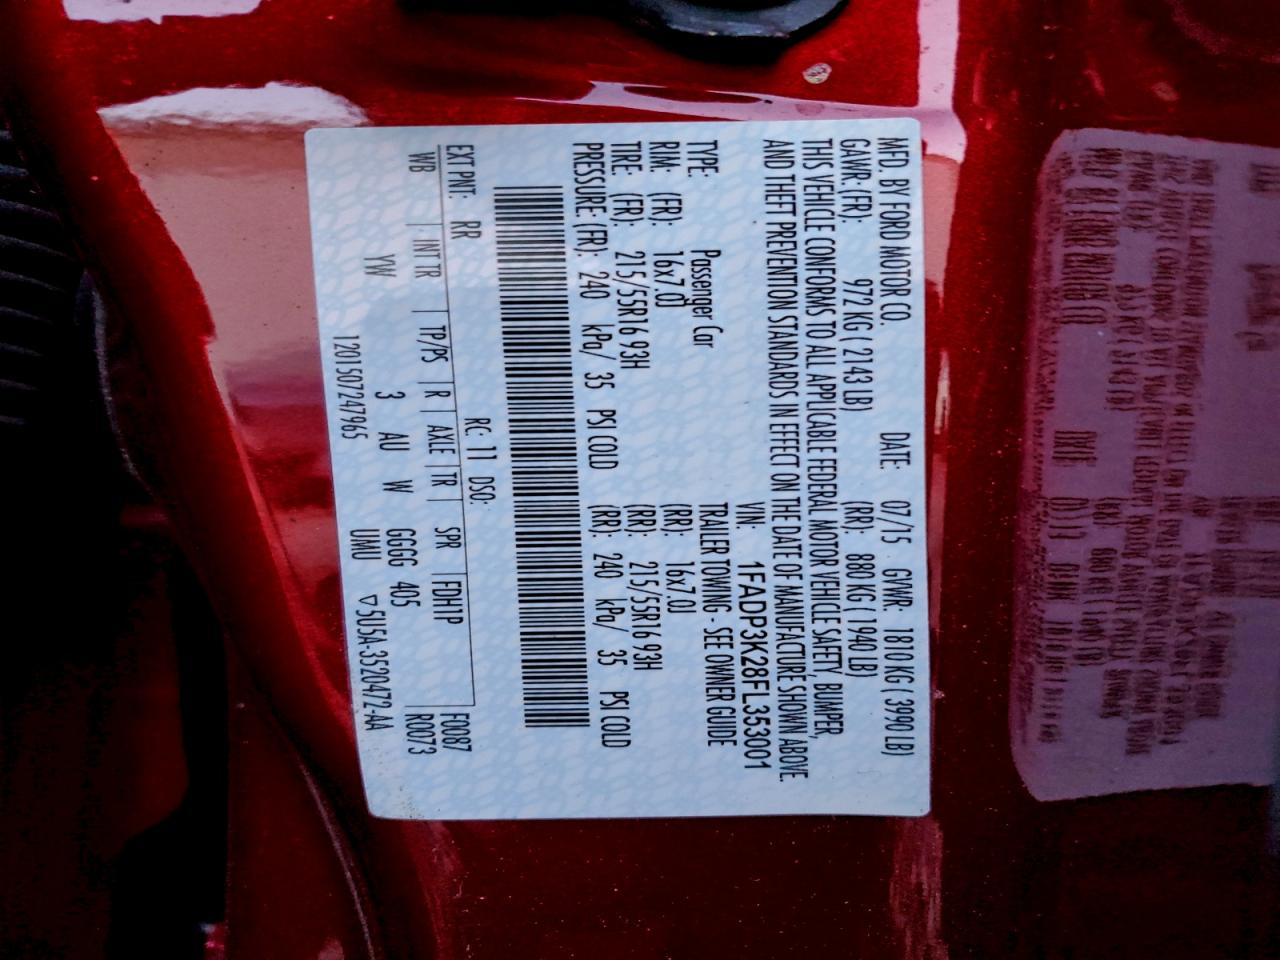 MFD. BY FORD MOTOR CO. DATE: 07/15 GVWR: 1810 KG ( 3990 LB)
GAWR: (FR): 972 KG ( 2143 LB) (RR): 880 KG ( 1940 LB)
THIS VEHICLE CONFORMS TO ALL APPLICABLE FEDERAL MOTOR VEHICLE SAFETY, BUMPER,
AND THEFT PREVENTION STANDARDS IN EFFECT ON THE DATE OF MANUFACTURE SHOWN ABOVE.
VIN: 1FADP3K28FL353001
TYPE: Passenger Car TRAILER TOWING - SEE OWNER GUIDE
RIM: (FR): 16x7.0J (RR): 16x7.0J
TIRE: (FR): 215/55R16 93H (RR): 215/55R16 93H
PRESSURE: (FR): 240 kPa/ 35 PSI COLD (RR): 240 kPa/ 35 PSI COLD
EXT PNT: RR RC: 11 DSO: F0087
WB INT TR TP/PS R AXLE TR SPR FDHHP R0073
YW 3 AU W GGGG 405
120150724 7965 UMU ▽5U5A-3520472-AA